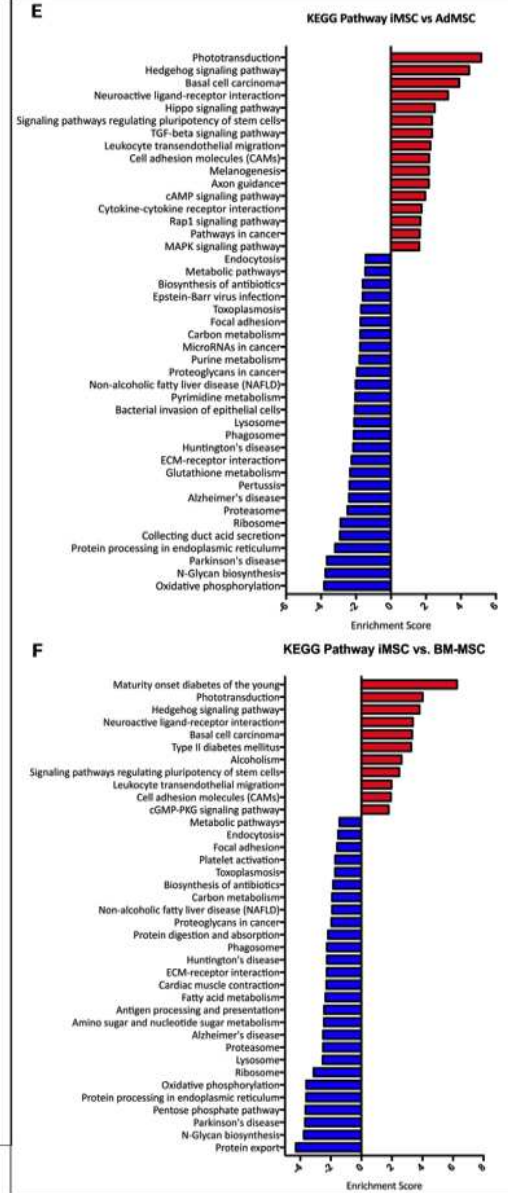 E
KEGG Pathway iMSC vs AdMSC
Phototransduction
Hedgehog signaling pathway
Basal cell carcinoma
Neuroactive ligand-receptor interaction
Hippo signaling pathway
Signaling pathways regulating pluripotency of stem cells
TGF-beta signaling pathway
Leukocyte transendothelial migration
Cell adhesion molecules (CAMs)
Melanogenesis
Axon guidance
cAMP signaling pathway
Cytokine-cytokine receptor interaction
Rap1 signaling pathway
Pathways in cancer
MAPK signaling pathway
Endocytosis
Metabolic pathways
Biosynthesis of antibiotics
Epstein-Barr virus infection
Toxoplasmosis
Focal adhesion
Carbon metabolism
MicroRNAs in cancer
Purine metabolism
Proteoglycans in cancer
Non-alcoholic fatty liver disease (NAFLD)
Pyrimidine metabolism
Bacterial invasion of epithelial cells
Lysosome
Phagosome
Huntington's disease
ECM-receptor interaction
Glutathione metabolism
Pertussis
Alzheimer's disease
Proteasome
Ribosome
Collecting duct acid secretion
Protein processing in endoplasmic reticulum
Parkinson's disease
N-Glycan biosynthesis
Oxidative phosphorylation
-6 -4 -2 0 2 4 6
Enrichment Score
F
KEGG Pathway iMSC vs. BM-MSC
Maturity onset diabetes of the young
Phototransduction
Hedgehog signaling pathway
Neuroactive ligand-receptor interaction
Basal cell carcinoma
Type II diabetes mellitus
Alcoholism
Signaling pathways regulating pluripotency of stem cells
Leukocyte transendothelial migration
Cell adhesion molecules (CAMs)
cGMP-PKG signaling pathway
Metabolic pathways
Endocytosis
Focal adhesion
Platelet activation
Toxoplasmosis
Biosynthesis of antibiotics
Carbon metabolism
Non-alcoholic fatty liver disease (NAFLD)
Proteoglycans in cancer
Protein digestion and absorption
Phagosome
Huntington's disease
ECM-receptor interaction
Cardiac muscle contraction
Fatty acid metabolism
Antigen processing and presentation
Amino sugar and nucleotide sugar metabolism
Alzheimer's disease
Proteasome
Lysosome
Ribosome
Oxidative phosphorylation
Protein processing in endoplasmic reticulum
Pentose phosphate pathway
Parkinson's disease
N-Glycan biosynthesis
Protein export
-4 -2 0 2 4 6 8
Enrichment Score